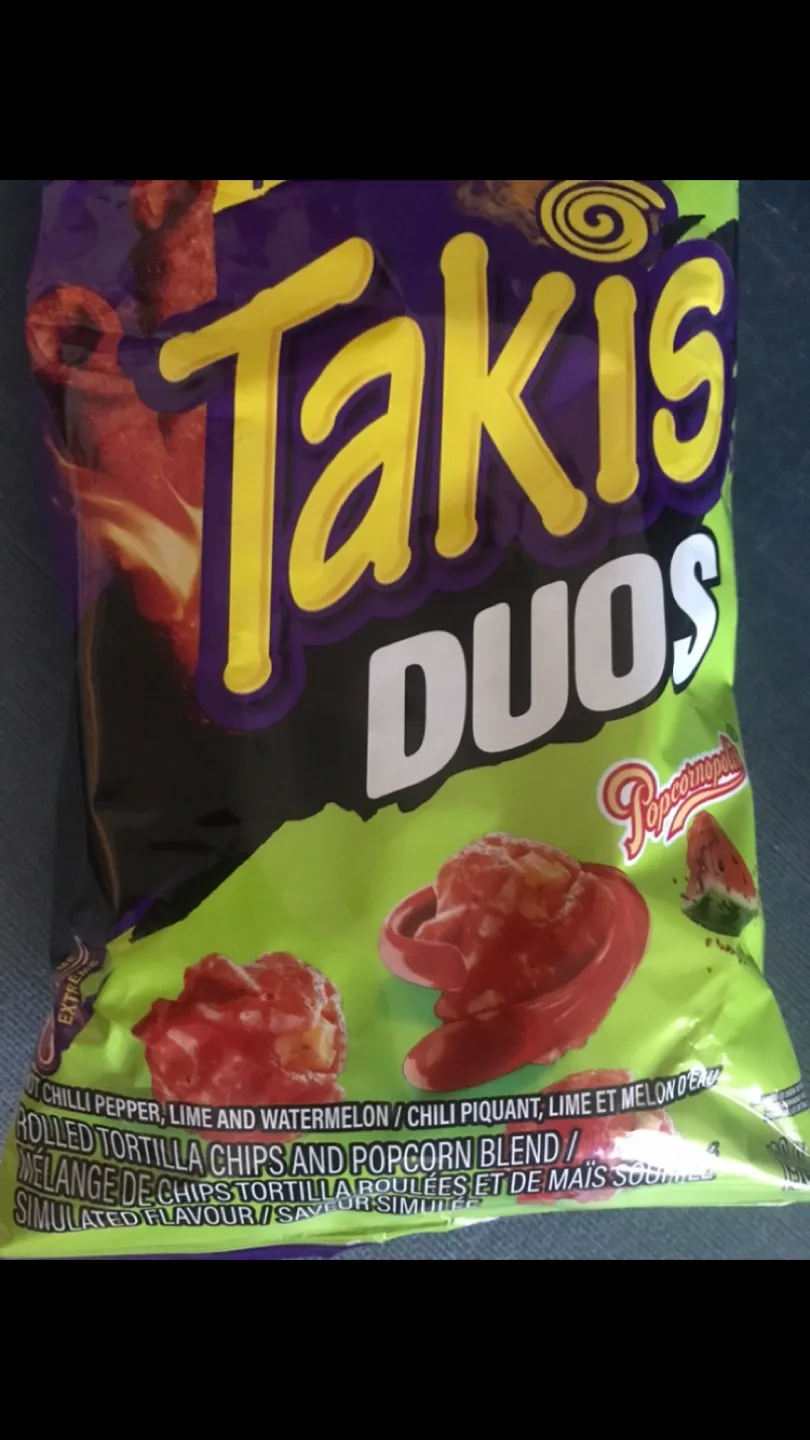 Takis
DUOS
Popcornopolis
EXTREME
HOT CHILLI PEPPER, LIME AND WATERMELON / CHILI PIQUANT, LIME ET MELON D'EAU
ROLLED TORTILLA CHIPS AND POPCORN BLEND /
MÉLANGE DE CHIPS TORTILLA ROULÉES ET DE MAÏS SOUFFLÉ
SIMULATED FLAVOUR / SAVEUR SIMULÉE